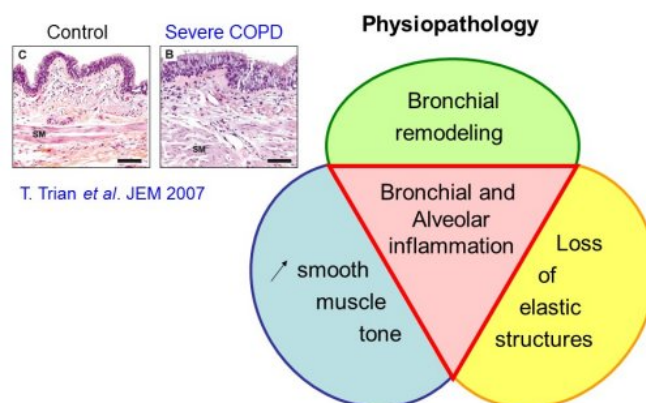 Control
Severe COPD
C
SM
B
SM
T. Trian et al. JEM 2007
Physiopathology
Bronchial
remodeling
Bronchial and
Alveolar
inflammation
↗ smooth
muscle
tone
Loss
of
elastic
structures